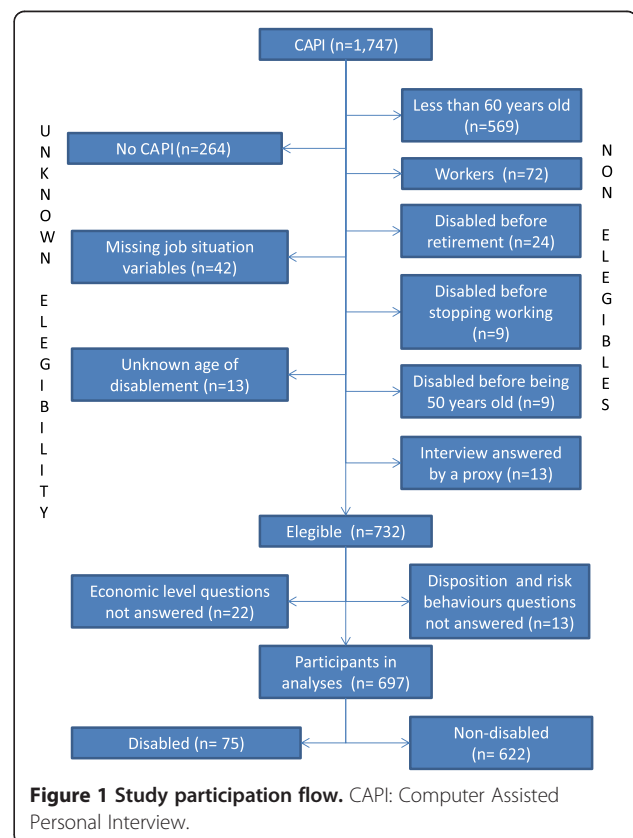 CAPI (n=1,747)
Less than 60 years old
(n=569)
No CAPI (n=264)
Workers (n=72)
Disabled before
retirement (n=24)
Missing job situation
variables (n=42)
Disabled before
stopping working
(n=9)
Unknown age of
disablement (n=13)
Disabled before being
50 years old (n=9)
Interview answered
by a proxy (n=13)
UNKNOWN ELEGIBILITY
NON ELEGIBLES
Elegible (n=732)
Economic level questions
not answered (n=22)
Disposition and risk
behaviours questions
not answered (n=13)
Participants in
analyses (n= 697)
Disabled (n= 75)
Non-disabled
(n= 622)
Figure 1 Study participation flow. CAPI: Computer Assisted
Personal Interview.